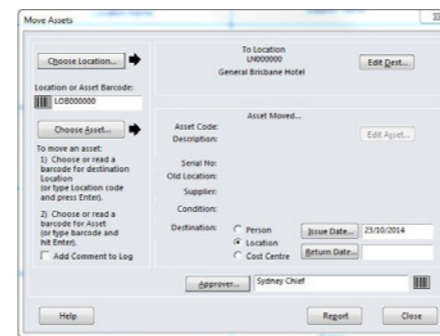 Move Assets
Choose Location...
Location or Asset Barcode:
LOB000000
Choose Asset...
To move an asset:
1) Choose or read a
barcode for destination
Location
(or type Location code
and press Enter).
2) Choose or read a
barcode for Asset
(or type barcode and
hit Enter).
Add Comment to Log
To Location
LN000000
General Brisbane Hotel
Edit Dest...
Asset Moved...
Asset Code:
Description:
Edit Asset...
Serial No:
Old Location:
Supplier:
Condition:
Destination:
Person
Location
Cost Centre
Issue Date...
23/10/2014
Return Date...
Approver...
Sydney Chief
Help
Report
Close